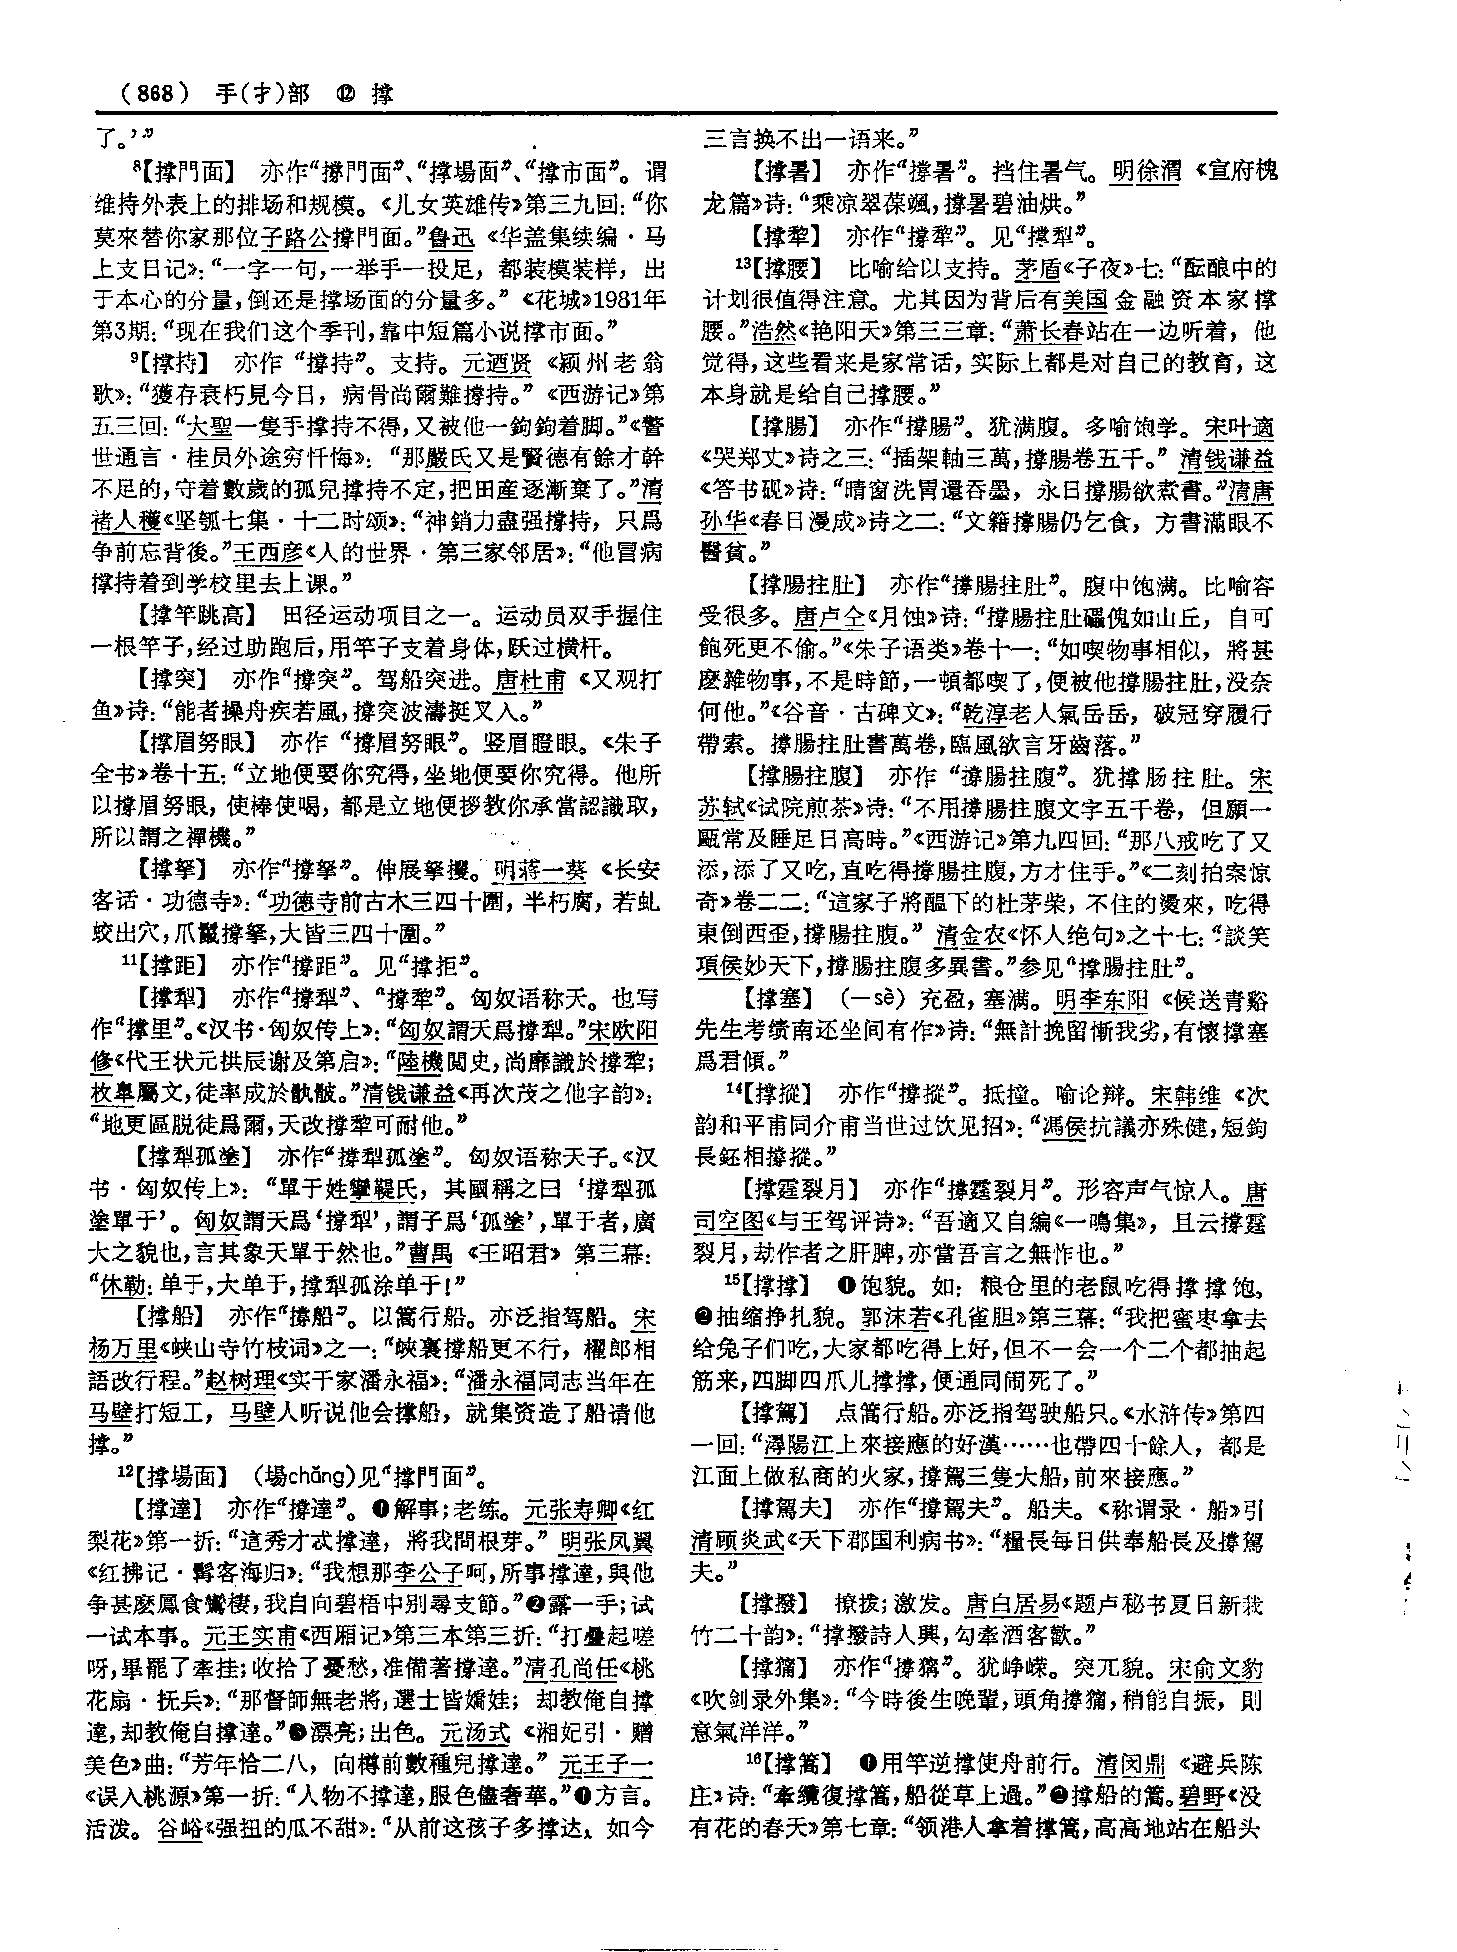 （868） 手(扌)部 ⑫ 撑
了。’”
⁸【撑門面】 亦作“撐門面”、“撑場面”、“撑市面”。谓
维持外表上的排场和规模。《儿女英雄传》第三九回：“你
莫來替你家那位子路公撐門面。”鲁迅《华盖集续编·马
上支日记》：“一字一句，一举手一投足，都装模装样，出
于本心的分量，倒还是撑场面的分量多。”《花城》1981年
第3期：“现在我们这个季刊，靠中短篇小说撑市面。”
⁹【撑持】 亦作“撐持”。支持。元迺贤《颍州老翁
歌》：“獲存衰朽見今日，病骨尚爾難撐持。”《西游记》第
五三回：“大聖一隻手撑持不得，又被他一鉤鉤着脚。”《警
世通言·桂员外途穷忏悔》：“那嚴氏又是賢德有餘才幹
不足的，守着數歲的孤兒撑持不定，把田産逐漸棄了。”清
褚人穫《坚瓠七集·十二时颂》：“神銷力盡强撐持，只爲
争前忘背後。”王西彦《人的世界·第三家邻居》：“他冒病
撑持着到学校里去上课。”
【撑竿跳高】 田径运动项目之一。运动员双手握住
一根竿子，经过助跑后，用竿子支着身体，跃过横杆。
【撑突】 亦作“撐突”。驾船突进。唐杜甫《又观打
鱼》诗：“能者操舟疾若風，撐突波濤挺叉入。”
【撑眉努眼】 亦作“撐眉努眼”。竖眉瞪眼。《朱子
全书》卷十五：“立地便要你究得，坐地便要你究得。他所
以撐眉努眼，使棒使喝，都是立地便拶教你承當認識取，
所以謂之禪機。”
【撑拏】 亦作“撐拏”。伸展拏攫。明蒋一葵《长安
客话·功德寺》：“功德寺前古木三四十圍，半朽腐，若虬
蛟出穴，爪鬣撐拏，大皆三四十圍。”
¹¹【撑距】 亦作“撐距”。见“撑拒”。
【撑犁】 亦作“撐犁”、“撐犂”。匈奴语称天。也写
作“撑里”。《汉书·匈奴传上》：“匈奴謂天爲撐犁。”宋欧阳
修《代王状元拱辰谢及第启》：“陸機閲史，尚靡識於撐犂；
枚臯屬文，徒率成於骫骳。”清钱谦益《再次茂之他字韵》：
“地更區脱徒爲爾，天改撐犂可耐他。”
【撑犁孤塗】 亦作“撐犁孤塗”。匈奴语称天子。《汉
书·匈奴传上》：“單于姓攣鞮氏，其國稱之曰‘撐犁孤
塗單于’。匈奴謂天爲‘撐犁’，謂子爲‘孤塗’，單于者，廣
大之貌也，言其象天單于然也。”曹禺《王昭君》第三幕：
“休勒：单于，大单于，撑犁孤涂单于！”
【撑船】 亦作“撐船”。以篙行船。亦泛指驾船。宋
杨万里《峡山寺竹枝词》之一：“峽裏撐船更不行，櫂郎相
語改行程。”赵树理《实干家潘永福》：“潘永福同志当年在
马壁打短工，马壁人听说他会撑船，就集资造了船请他
撑。”
¹²【撑場面】 （場chǎng）见“撑門面”。
【撑達】 亦作“撐達”。❶解事；老练。元张寿卿《红
梨花》第一折：“這秀才忒撑達，將我問根芽。”明张凤翼
《红拂记·髯客海归》：“我想那李公子呵，所事撑達，與他
争甚麽鳳食鸞棲，我自向碧梧中别尋支節。”❷露一手；试
一试本事。元王实甫《西厢记》第三本第三折：“打疊起嗟
呀，畢罷了牽挂；收拾了憂愁，准備著撐達。”清孔尚任《桃
花扇·抚兵》：“那督師無老將，選士皆嬌娃；却教俺自撑
達，却教俺自撑達。”❸漂亮；出色。元汤式《湘妃引·赠
美色》曲：“芳年恰二八，向樽前數種兒撑達。”元王子一
《误入桃源》第一折：“人物不撑達，服色儘奢華。”❹方言。
活泼。谷峪《强扭的瓜不甜》：“从前这孩子多撑达，如今
三言换不出一语来。”
【撑暑】 亦作“撐暑”。挡住暑气。明徐渭《宣府槐
龙篇》诗：“乘凉翠葆颯，撐暑碧油烘。”
【撑犂】 亦作“撐犂”。见“撑犁”。
¹³【撑腰】 比喻给以支持。茅盾《子夜》七：“酝酿中的
计划很值得注意。尤其因为背后有美国金融资本家撑
腰。”浩然《艳阳天》第三三章：“萧长春站在一边听着，他
觉得，这些看来是家常话，实际上都是对自己的教育，这
本身就是给自己撑腰。”
【撑腸】 亦作“撐腸”。犹满腹。多喻饱学。宋叶適
《哭郑丈》诗之三：“插架軸三萬，撐腸卷五千。”清钱谦益
《答书砚》诗：“晴窗洗胃還吞墨，永日撐腸欲煮書。”清唐
孙华《春日漫成》诗之二：“文籍撐腸仍乞食，方書滿眼不
醫貧。”
【撑腸拄肚】 亦作“撐腸拄肚”。腹中饱满。比喻容
受很多。唐卢仝《月蚀》诗：“撐腸拄肚礧傀如山丘，自可
飽死更不偷。”《朱子语类》卷十一：“如喫物事相似，將甚
麽雜物事，不是時節，一頓都喫了，便被他撐腸拄肚，没奈
何他。”《谷音·古碑文》：“乾淳老人氣岳岳，破冠穿履行
帶索。撐腸拄肚書萬卷，臨風欲言牙齒落。”
【撑腸拄腹】 亦作“撐腸拄腹”。犹撑肠拄肚。宋
苏轼《试院煎茶》诗：“不用撐腸拄腹文字五千卷，但願一
甌常及睡足日高時。”《西游记》第九四回：“那八戒吃了又
添，添了又吃，直吃得撐腸拄腹，方才住手。”《二刻拍案惊
奇》卷二二：“這家子將醖下的杜茅柴，不住的燙來，吃得
東倒西歪，撐腸拄腹。”清金农《怀人绝句》之十七：“談笑
項侯妙天下，撐腸拄腹多異書。”参见“撑腸拄肚”。
【撑塞】 （—sè）充盈，塞满。明李东阳《候送青谿
先生考绩南还坐间有作》诗：“無計挽留慚我劣，有懷撑塞
爲君傾。”
¹⁴【撑摐】 亦作“撐摐”。抵撞。喻论辩。宋韩维《次
韵和平甫同介甫当世过饮见招》：“馮侯抗議亦殊健，短鉤
長鉟相撐摐。”
【撑霆裂月】 亦作“撐霆裂月”。形容声气惊人。唐
司空图《与王驾评诗》：“吾適又自编《一鳴集》，且云撐霆
裂月，劫作者之肝脾，亦當吾言之無怍也。”
¹⁵【撑撑】 ❶饱貌。如：粮仓里的老鼠吃得撑撑饱。
❷抽缩挣扎貌。郭沫若《孔雀胆》第三幕：“我把蜜枣拿去
给兔子们吃，大家都吃得上好，但不一会一个二个都抽起
筋来，四脚四爪儿撑撑，便通同闹死了。”
【撑駕】 点篙行船。亦泛指驾驶船只。《水浒传》第四
一回：“潯陽江上來接應的好漢……也帶四十餘人，都是
江面上做私商的火家，撐駕三隻大船，前來接應。”
【撑駕夫】 亦作“撐駕夫”。船夫。《称谓录·船》引
清顾炎武《天下郡国利病书》：“糧長每日供奉船長及撐駕
夫。”
【撑撥】 撩拨；激发。唐白居易《题卢秘书夏日新栽
竹二十韵》：“撑撥詩人興，勾牽酒客歡。”
【撑𤢖】 亦作“撐𤢖”。犹峥嵘。突兀貌。宋俞文豹
《吹剑录外集》：“今時後生晚輩，頭角撐𤢖，稍能自振，則
意氣洋洋。”
¹⁶【撑篙】 ❶用竿逆撑使舟前行。清闵鼎《避兵陈
庄》诗：“牽纜復撑篙，船從草上過。”❷撑船的篙。碧野《没
有花的春天》第七章：“领港人拿着撑篙，高高地站在船头